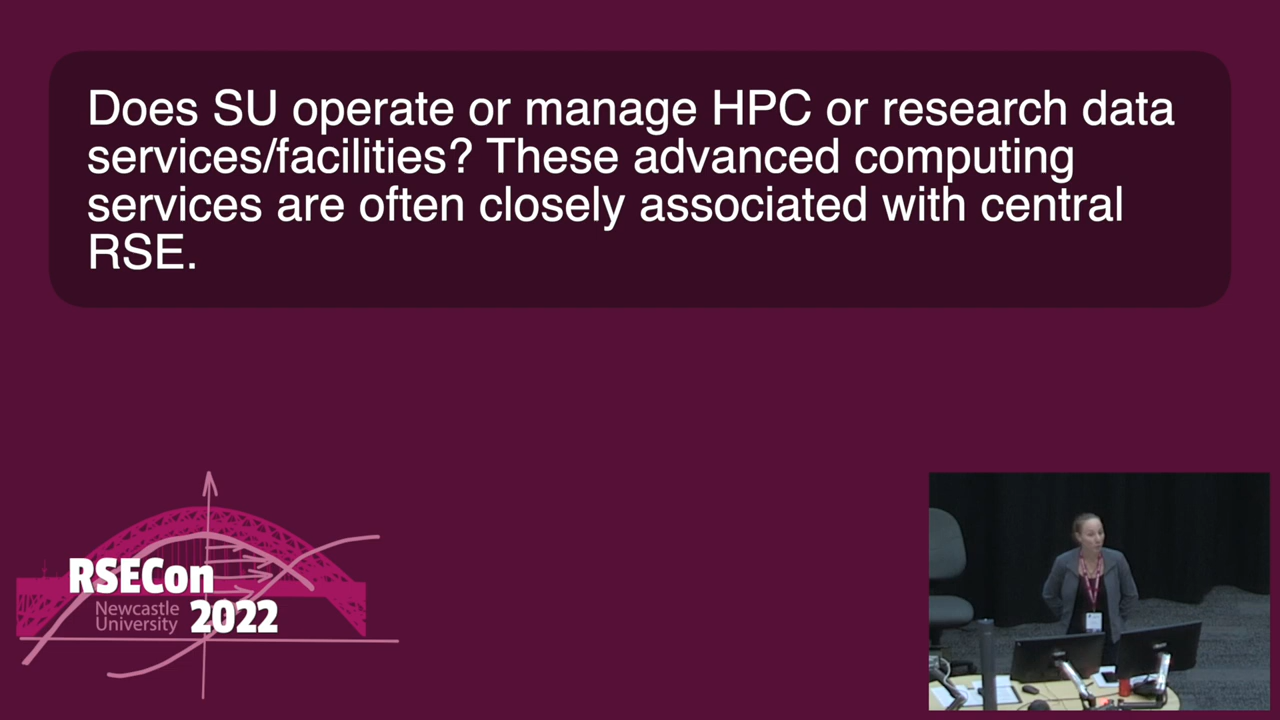 Does SU operate or manage HPC or research data
services/facilities? These advanced computing
services are often closely associated with central
RSE.
RSECon
Newcastle
University
2022